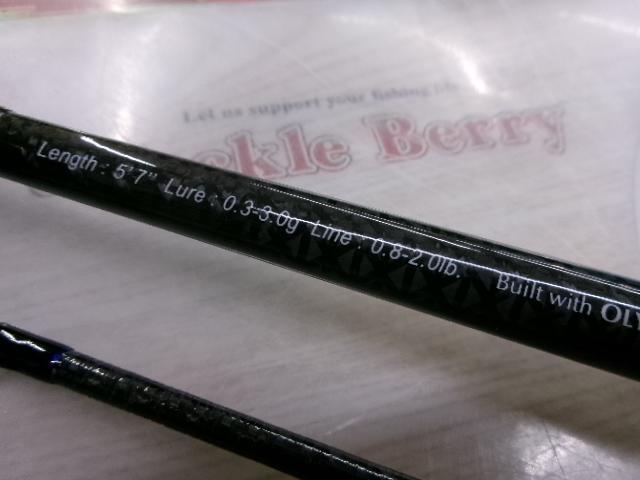 Let us support your fishing life
ckle Berry
Length : 5'7" Lure : 0.3-3.0g Line : 0.8-2.0lb. Built with OLY